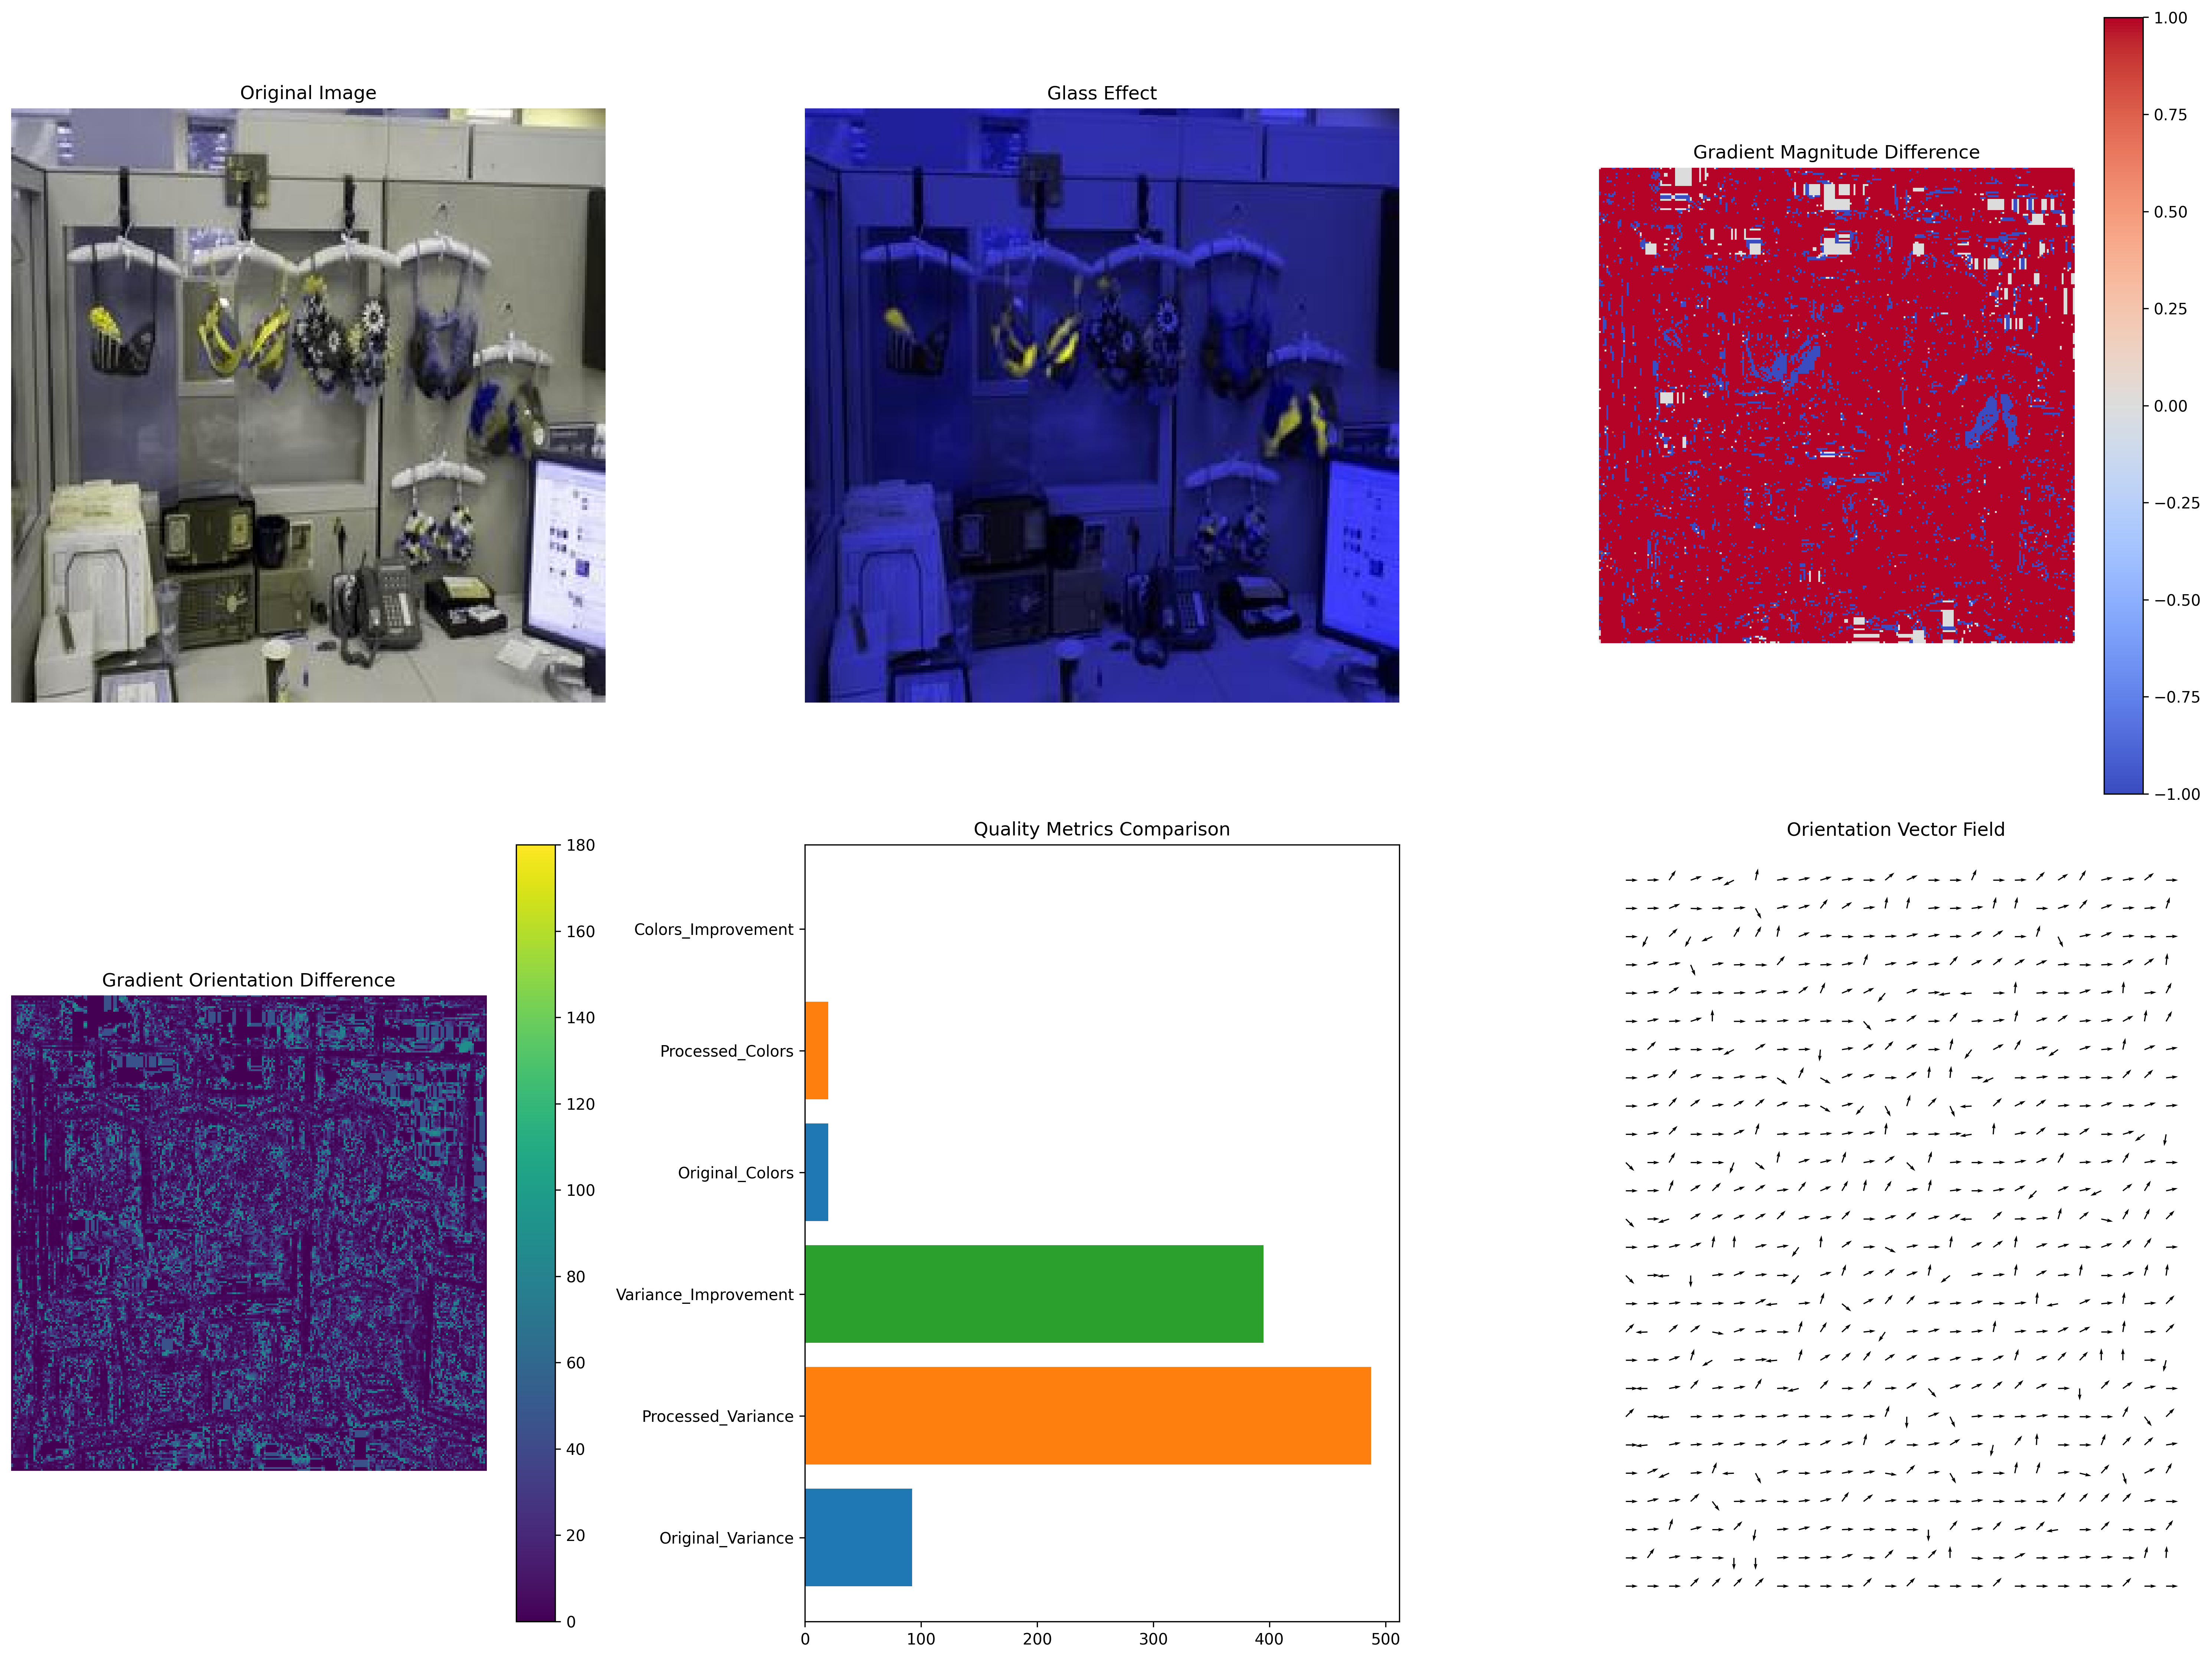 Original Image
Glass Effect
Gradient Magnitude Difference
1.00
0.75
0.50
0.25
0.00
−0.25
−0.50
−0.75
−1.00
Gradient Orientation Difference
180
160
140
120
100
80
60
40
20
0
Quality Metrics Comparison
Colors_Improvement
Processed_Colors
Original_Colors
Variance_Improvement
Processed_Variance
Original_Variance
0 100 200 300 400 500
Orientation Vector Field